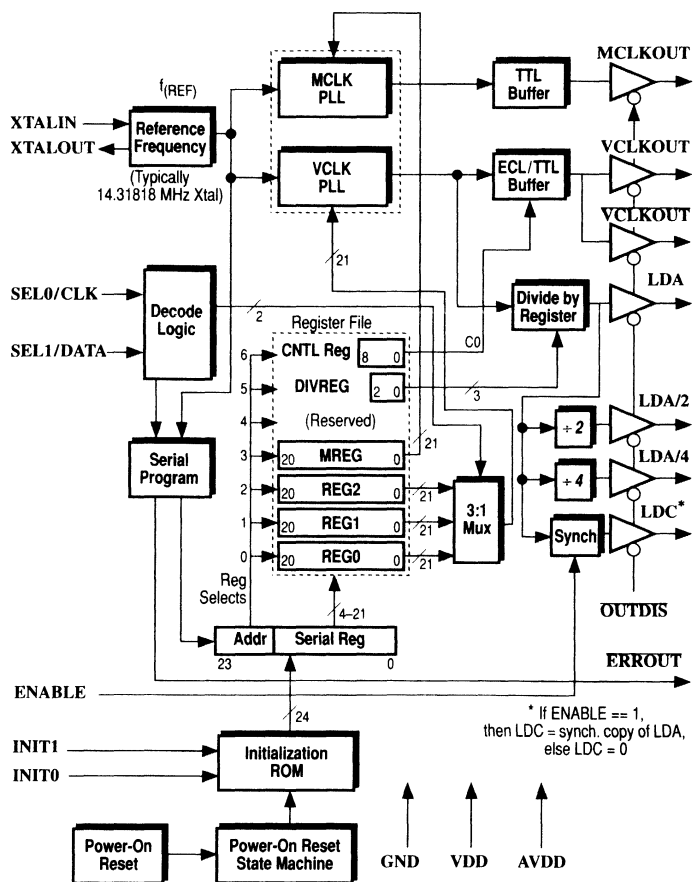 f(REF)
MCLK
PLL
TTL
Buffer
MCLKOUT
XTALIN
XTALOUT
Reference
Frequency
(Typically
14.31818 MHz Xtal)
VCLK
PLL
ECL/TTL
Buffer
VCLKOUT
VCLKOUT
21
SEL0/CLK
SEL1/DATA
Decode
Logic
2
Register File
C0
Divide by
Register
LDA
6
CNTL Reg
8 0
5
DIVREG
2 0
3
4
(Reserved)
21
÷ 2
LDA/2
Serial
Program
3
20 MREG 0
2
20 REG2 0
21
1
20 REG1 0
21
0
20 REG0 0
21
3:1
Mux
÷ 4
LDA/4
Synch
LDC*
Reg
Selects
4–21
OUTDIS
Addr
Serial Reg
23
0
ERROUT
ENABLE
24
* If ENABLE == 1,
then LDC = synch. copy of LDA,
else LDC = 0
INIT1
INIT0
Initialization
ROM
Power-On
Reset
Power-On Reset
State Machine
GND
VDD
AVDD